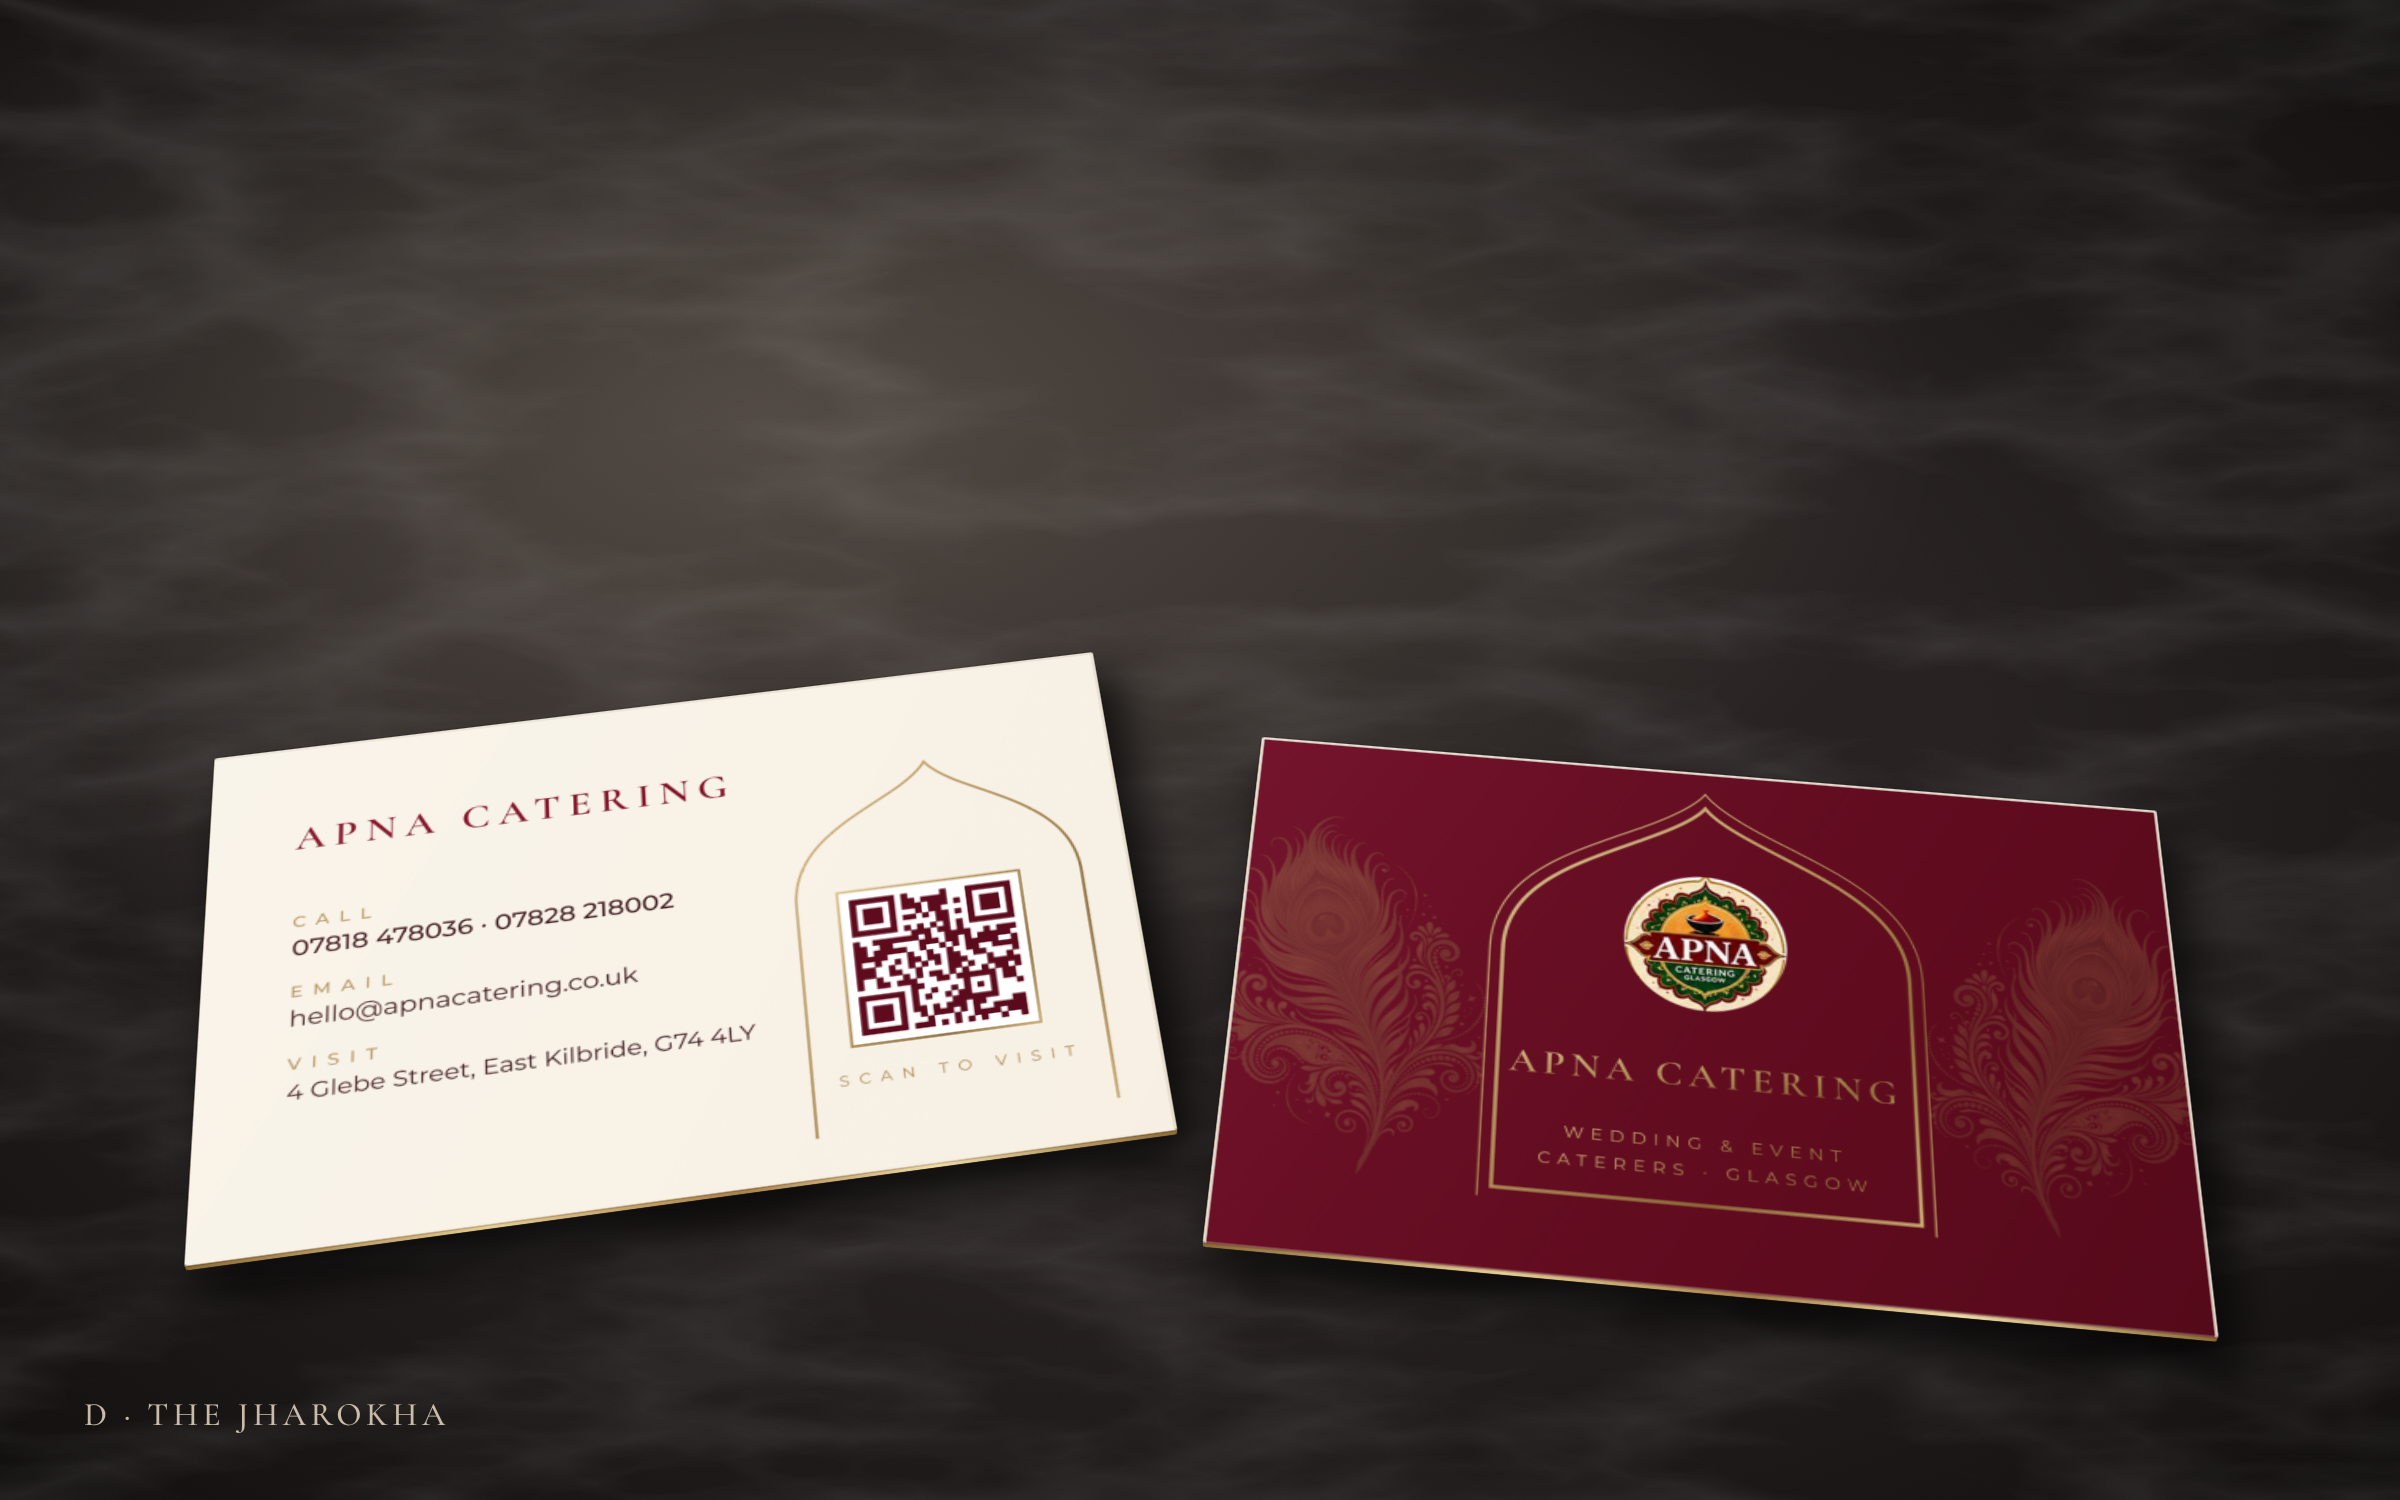 APNA CATERING
CALL
07818 478036 · 07828 218002
EMAIL
hello@apnacatering.co.uk
VISIT
4 Glebe Street, East Kilbride, G74 4LY
SCAN TO VISIT
APNA
CATERING
GLASGOW
APNA CATERING
WEDDING & EVENT
CATERERS · GLASGOW
D · THE JHAROKHA